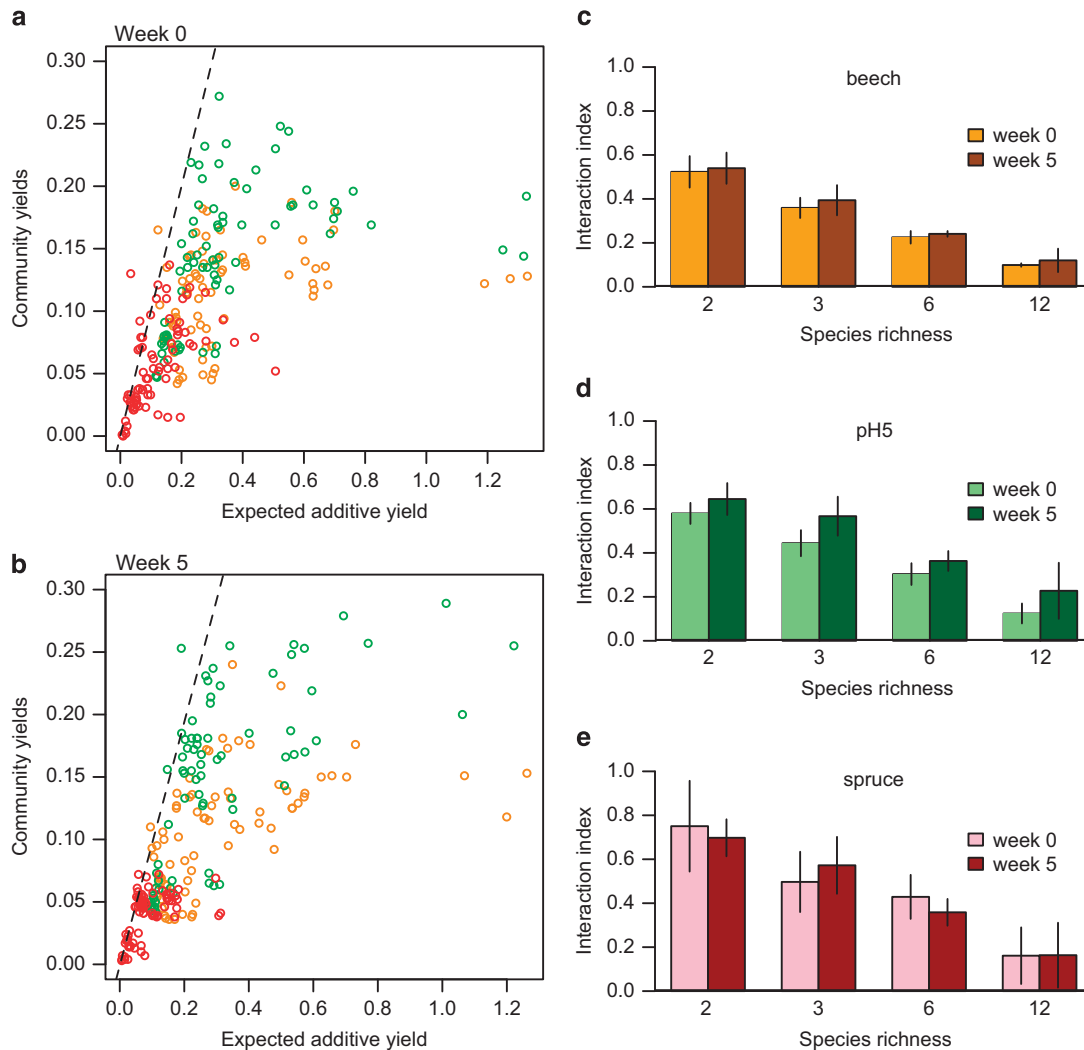 a
Week 0
0.30
0.25
0.20
0.15
0.10
0.05
0.00
Community yields
0.0 0.2 0.4 0.6 0.8 1.0 1.2
Expected additive yield
b
Week 5
0.30
0.25
0.20
0.15
0.10
0.05
0.00
Community yields
0.0 0.2 0.4 0.6 0.8 1.0 1.2
Expected additive yield
c
beech
1.0
0.8
0.6
0.4
0.2
0.0
Interaction index
week 0
week 5
2 3 6 12
Species richness
d
pH5
1.0
0.8
0.6
0.4
0.2
0.0
Interaction index
week 0
week 5
2 3 6 12
Species richness
e
spruce
1.0
0.8
0.6
0.4
0.2
0.0
Interaction index
week 0
week 5
2 3 6 12
Species richness